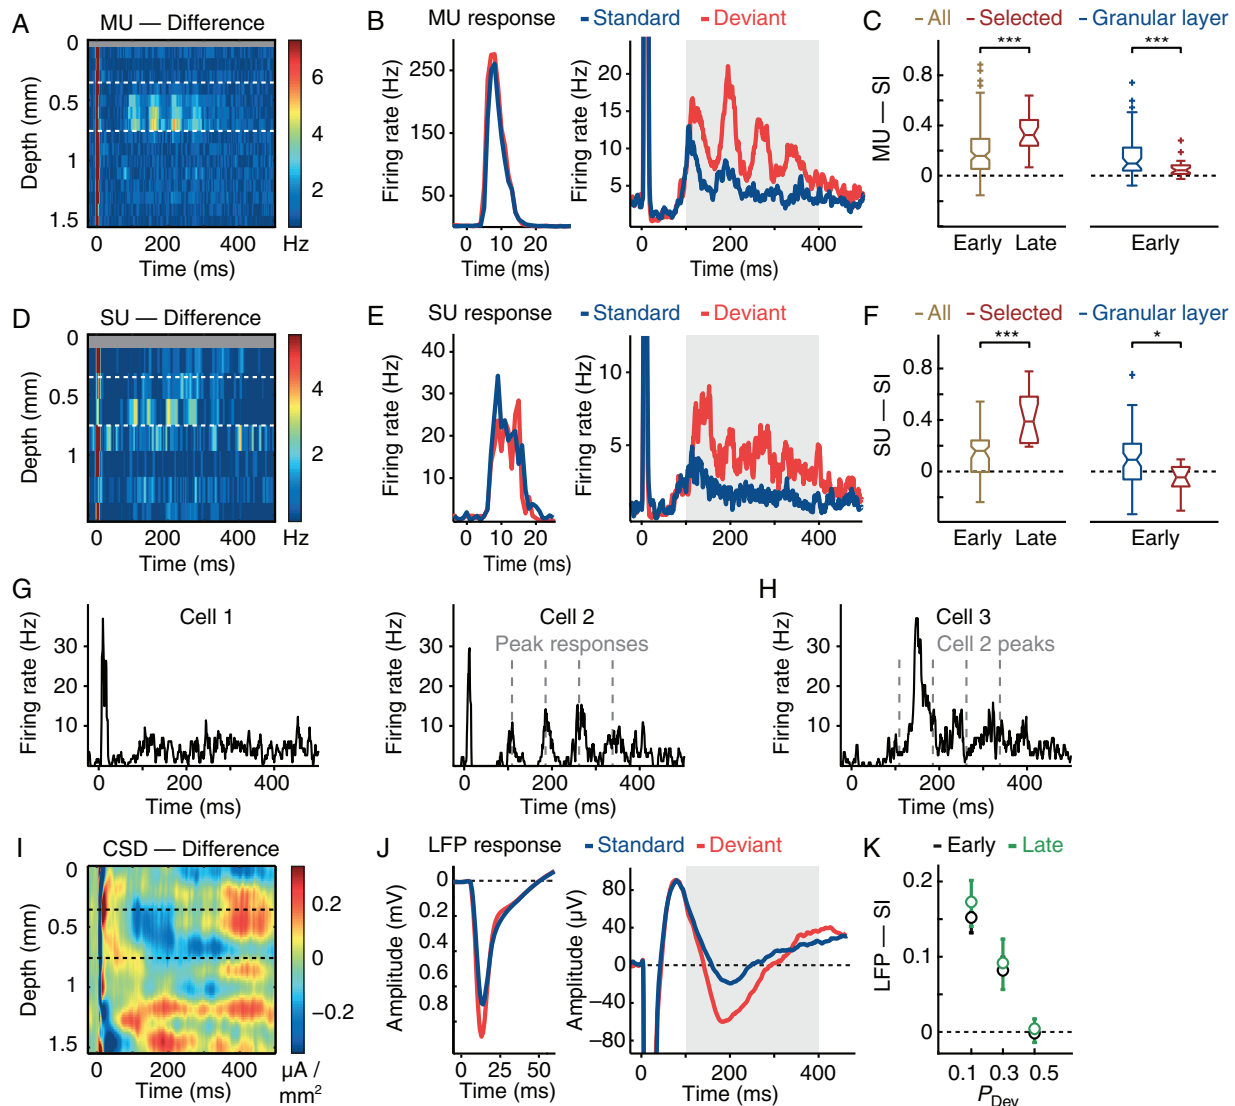 A
MU — Difference
0
0.5
1
1.5
Depth (mm)
0
200
400
Time (ms)
6
4
2
Hz
B
MU response
Standard
Deviant
Firing rate (Hz)
250
150
50
0
10
20
Time (ms)
Firing rate (Hz)
20
15
10
5
0
200
400
Time (ms)
C
All
Selected
Granular layer
MU — SI
0.8
0.4
0
***
***
Early
Late
Early
D
SU — Difference
0
0.5
1
Depth (mm)
0
200
400
Time (ms)
4
2
Hz
E
SU response
Standard
Deviant
Firing rate (Hz)
40
30
20
10
0
10
20
Time (ms)
Firing rate (Hz)
10
5
0
200
400
Time (ms)
F
All
Selected
Granular layer
SU — SI
0.8
0.4
0
***
*
Early
Late
Early
G
Cell 1
Firing rate (Hz)
30
20
10
0
200
400
Time (ms)
Cell 2
Peak responses
Firing rate (Hz)
30
20
10
0
200
400
Time (ms)
H
Cell 3
Cell 2 peaks
Firing rate (Hz)
30
20
10
0
200
400
Time (ms)
I
CSD — Difference
0
0.5
1
1.5
Depth (mm)
0
200
400
Time (ms)
0.2
0
−0.2
µA /
mm2
J
LFP response
Standard
Deviant
Amplitude (mV)
0
0.2
0.4
0.6
0.8
0
25
50
Time (ms)
Amplitude (µV)
80
40
0
−40
−80
0
200
400
Time (ms)
K
Early
Late
LFP — SI
0.2
0.1
0
0.1
0.3
0.5
PDev